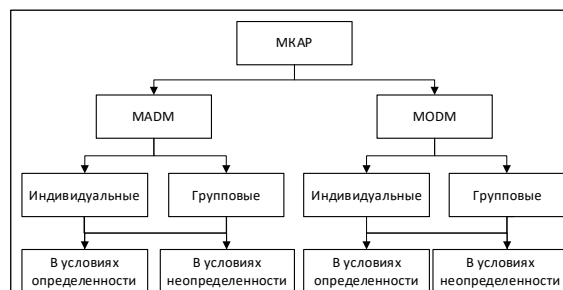 МКАР
MADM
MODM
Индивидуальные
Групповые
Индивидуальные
Групповые
В условиях
определенности
В условиях
неопределенности
В условиях
определенности
В условиях
неопределенности